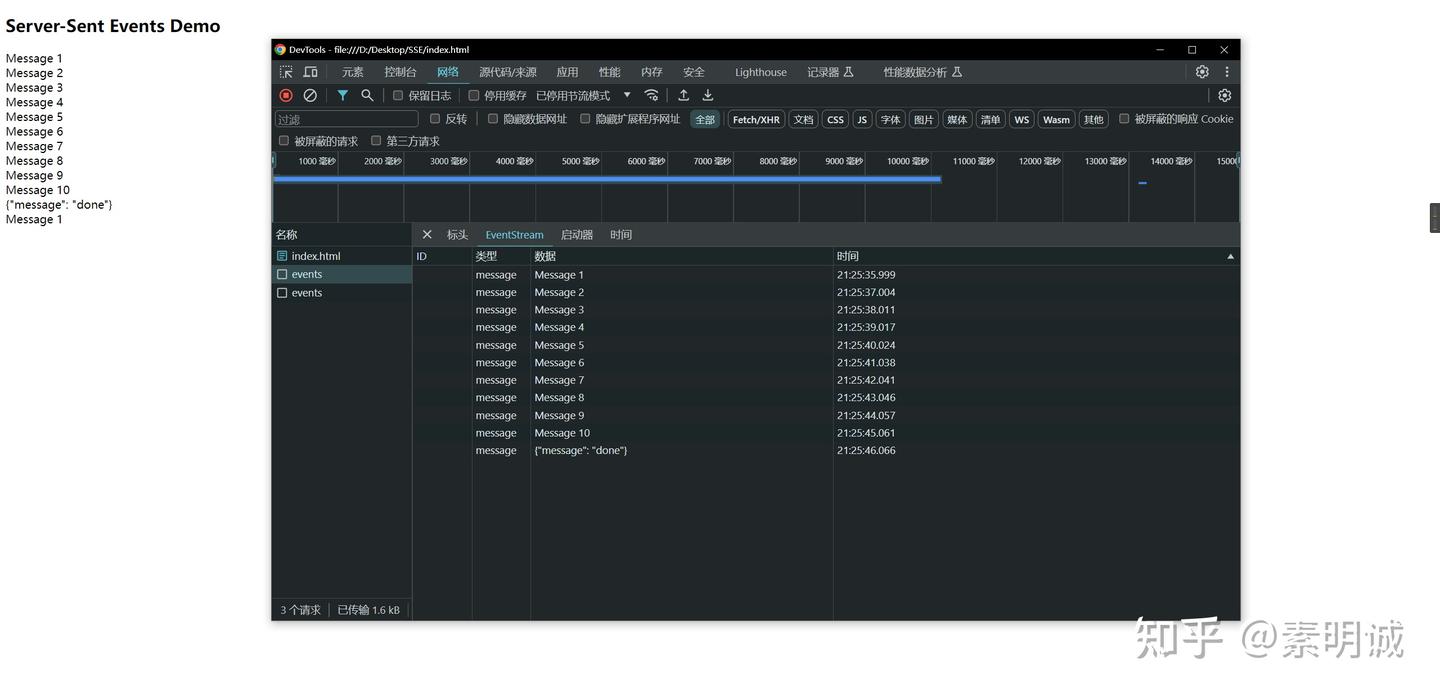 Server-Sent Events Demo
Message 1
Message 2
Message 3
Message 4
Message 5
Message 6
Message 7
Message 8
Message 9
Message 10
{"message": "done"}
Message 1
DevTools - file:///D:/Desktop/SSE/index.html
元素 控制台 网络 源代码/来源 应用 性能 内存 安全 Lighthouse 记录器 性能数据分析
保留日志 停用缓存 已停用节流模式
过滤 反转 隐藏数据网址 隐藏扩展程序网址 全部 Fetch/XHR 文档 CSS JS 字体 图片 媒体 清单 WS Wasm 其他 被屏蔽的响应 Cookie
被屏蔽的请求 第三方请求
1000 毫秒 2000 毫秒 3000 毫秒 4000 毫秒 5000 毫秒 6000 毫秒 7000 毫秒 8000 毫秒 9000 毫秒 10000 毫秒 11000 毫秒 12000 毫秒 13000 毫秒 14000 毫秒 15000
名称 标头 EventStream 启动器 时间
index.html ID 类型 数据 时间
events message Message 1 21:25:35.999
events message Message 2 21:25:37.004
message Message 3 21:25:38.011
message Message 4 21:25:39.017
message Message 5 21:25:40.024
message Message 6 21:25:41.038
message Message 7 21:25:42.041
message Message 8 21:25:43.046
message Message 9 21:25:44.057
message Message 10 21:25:45.061
message {"message": "done"} 21:25:46.066
3 个请求 已传输 1.6 kB
知乎 @素明诚